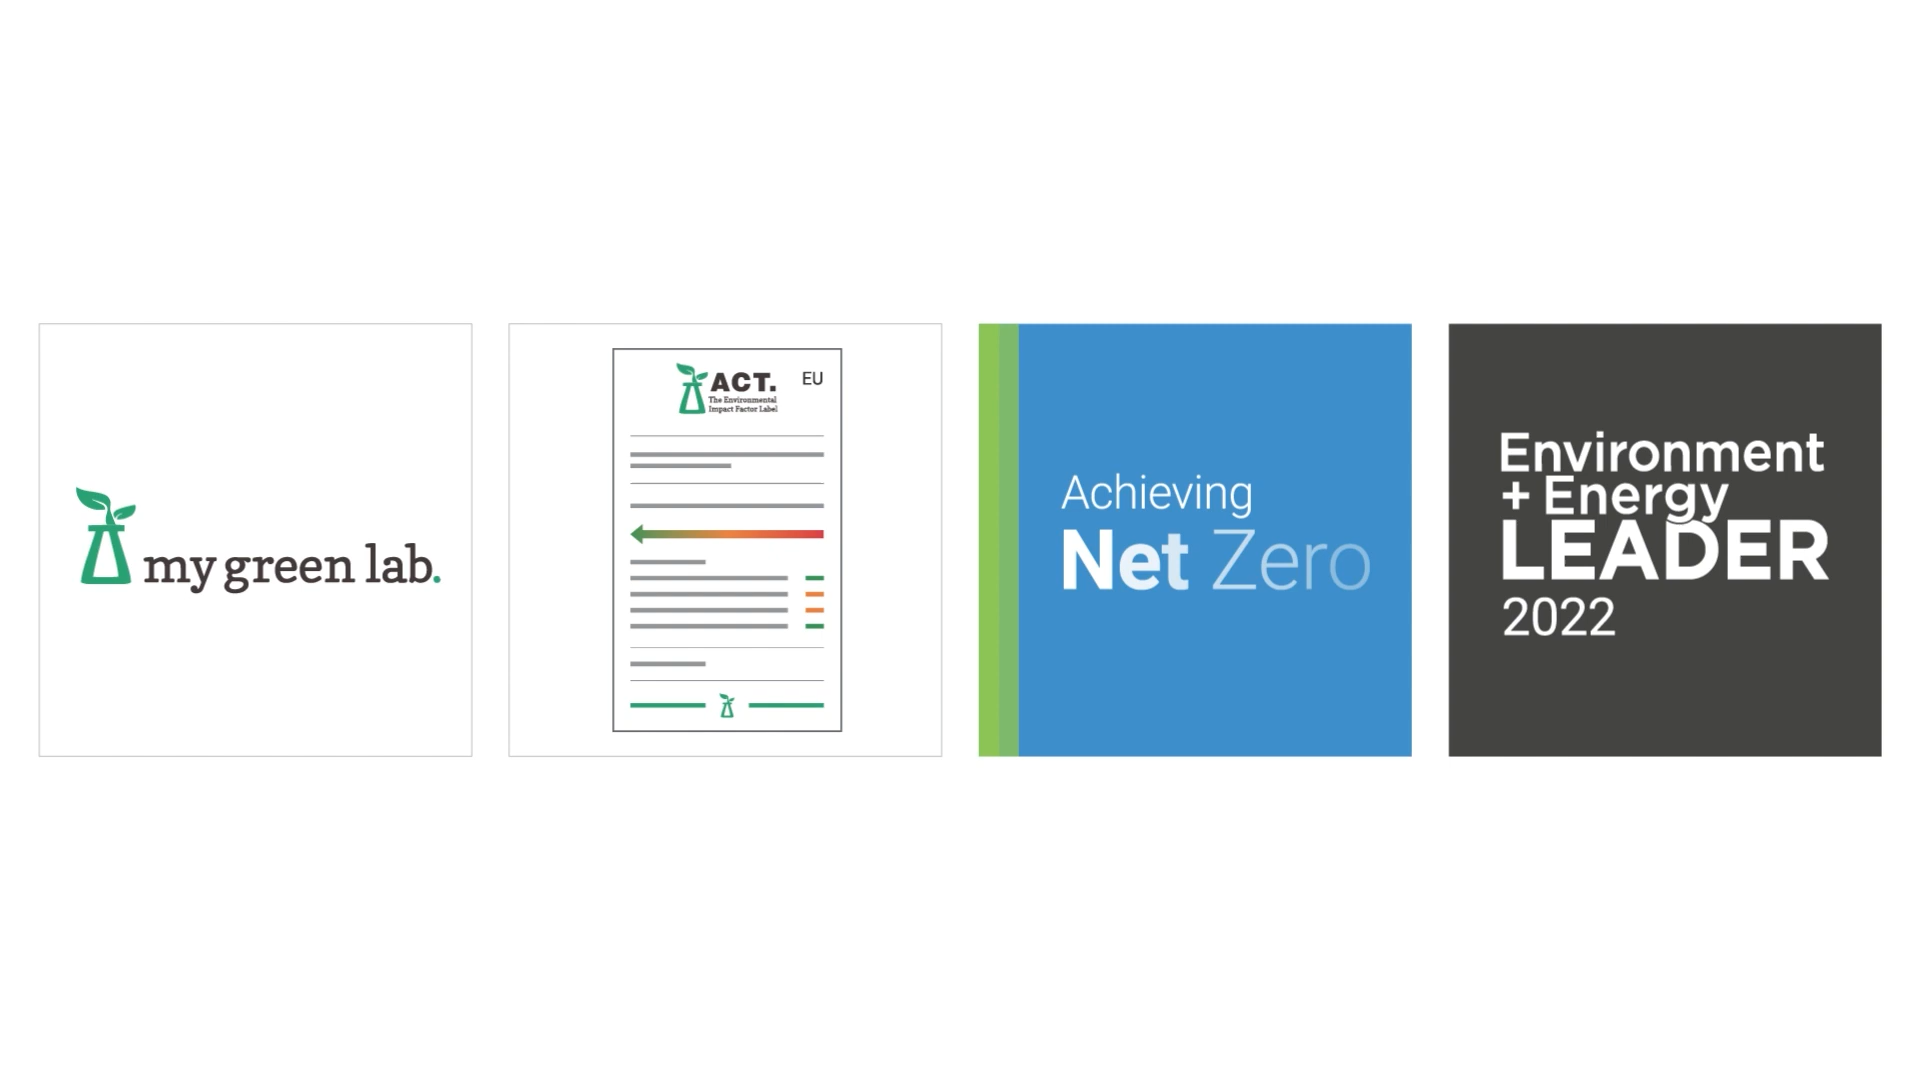 my green lab.
ACT.
EU
The Environmental
Impact Factor Label
Achieving
Net Zero
Environment
+ Energy
LEADER
2022